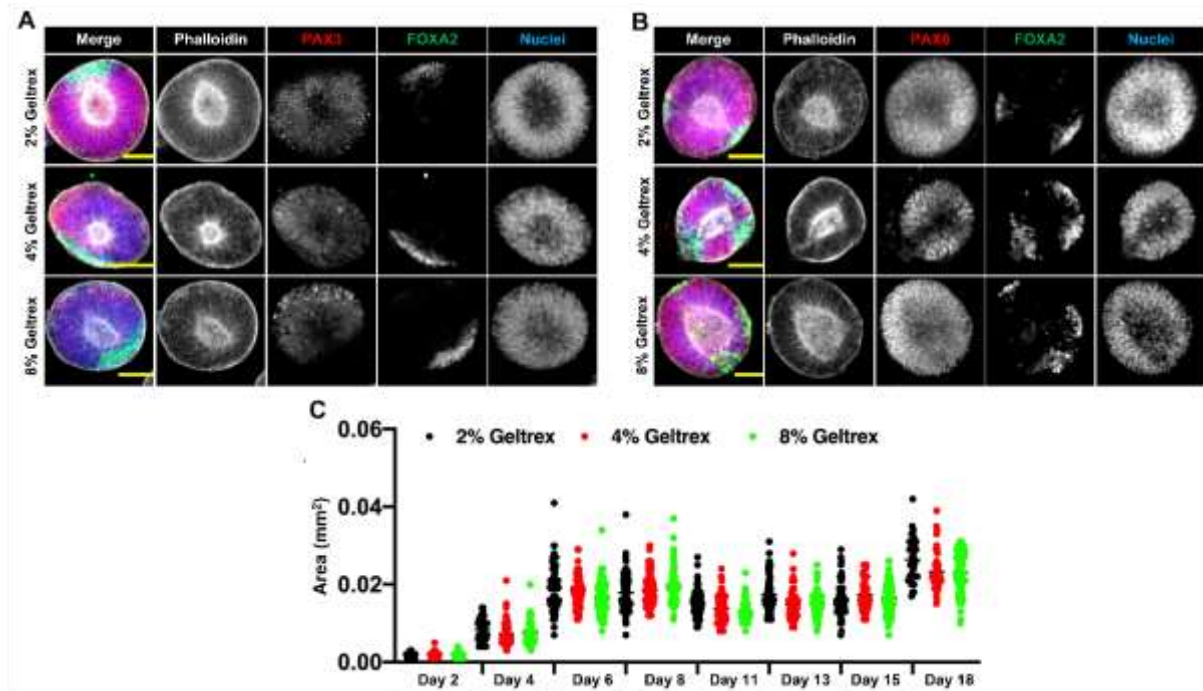 A
Merge Phalloidin PAX3 FOXA2 Nuclei
2% Geltrex
4% Geltrex
8% Geltrex
B
Merge Phalloidin PAX6 FOXA2 Nuclei
2% Geltrex
4% Geltrex
8% Geltrex
C
2% Geltrex 4% Geltrex 8% Geltrex
Area (mm²)
0.06
0.04
0.02
0.00
Day 2 Day 4 Day 6 Day 8 Day 11 Day 13 Day 15 Day 18